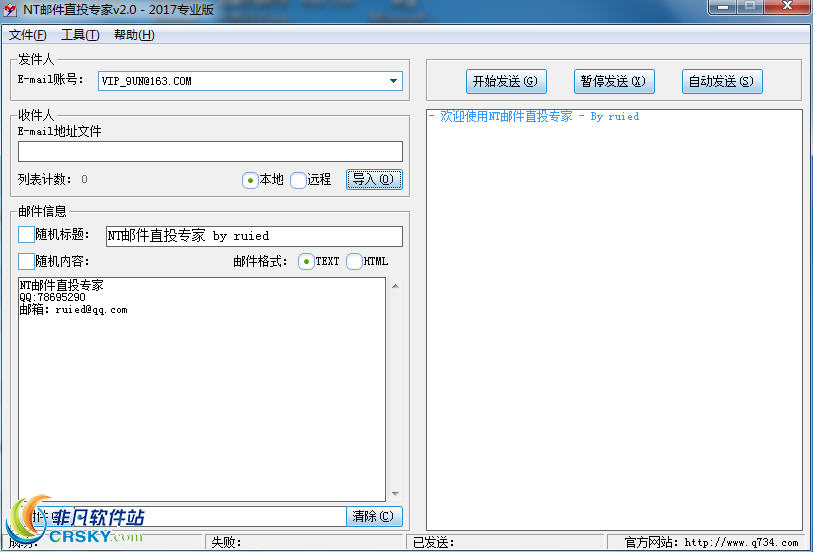 NT邮件直投专家v2.0 - 2017专业版
文件(F) 工具(T) 帮助(H)
发件人
E-mail账号: VIP_9UN@163.COM
收件人
E-mail地址文件
列表计数: 0 本地 远程 导入(O)
邮件信息
随机标题: NT邮件直投专家 by ruied
随机内容: 邮件格式: TEXT HTML
NT邮件直投专家
QQ:78695290
邮箱: ruied@qq.com
清除(C)
开始发送(G) 暂停发送(X) 自动发送(S)
- 欢迎使用NT邮件直投专家 - By ruied
非凡软件站
CRSKY.com
成功: 失败: 已发送: 官方网站: http://www.q734.com